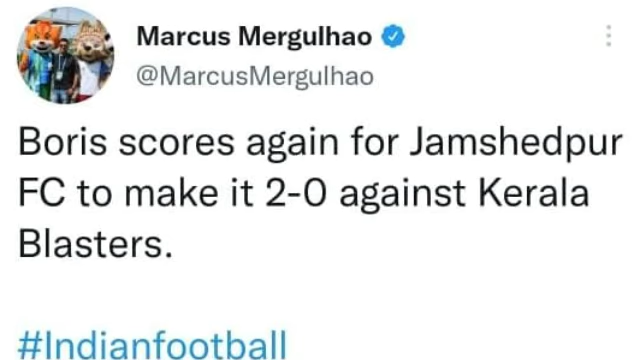 Marcus Mergulhao
@MarcusMergulhao
Boris scores again for Jamshedpur
FC to make it 2-0 against Kerala
Blasters.
#Indianfootball